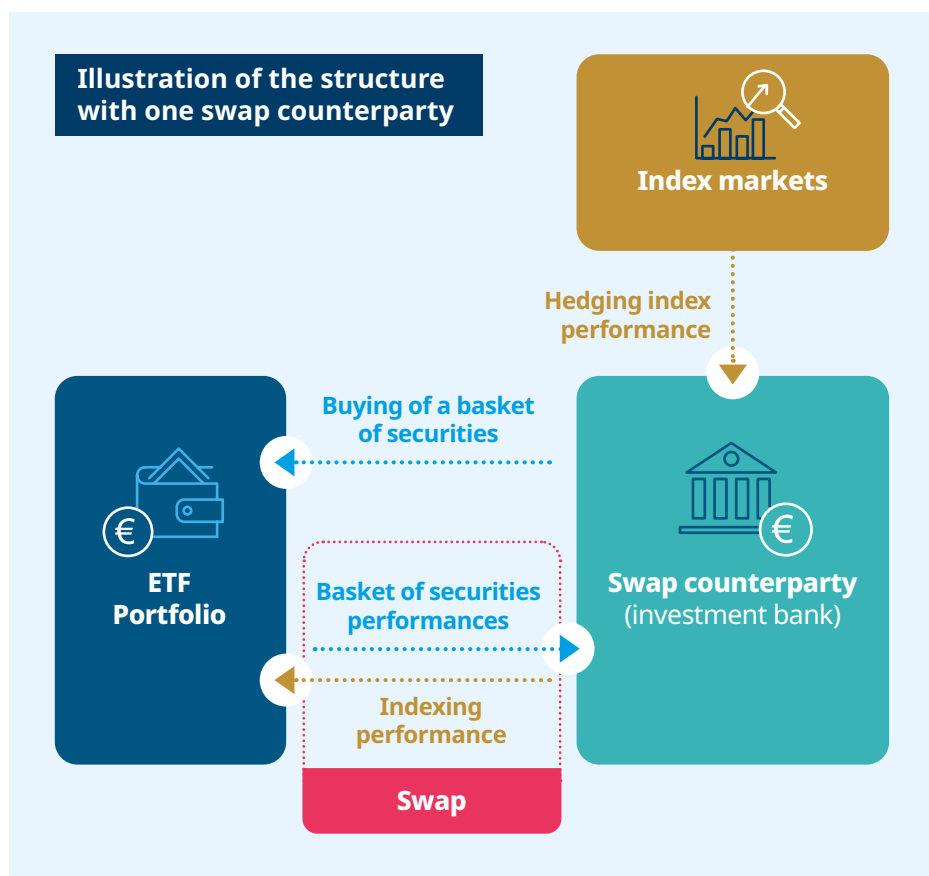 Illustration of the structure
with one swap counterparty
Index markets
Hedging index
performance
Buying of a basket
of securities
€
ETF
Portfolio
Basket of securities
performances
Indexing
performance
Swap
€
Swap counterparty
(investment bank)